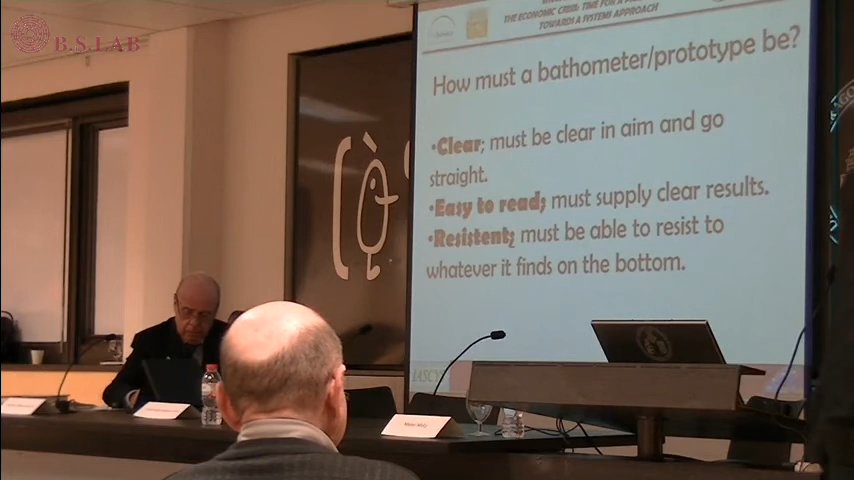 B.S.LAB
THE ECONOMIC CRISIS: TIME FOR A
TOWARDS A SYSTEMS APPROACH
How must a bathometer/prototype be?
•Clear; must be clear in aim and go
straight.
•Easy to read; must supply clear results.
•Resistent; must be able to resist to
whatever it finds on the bottom.